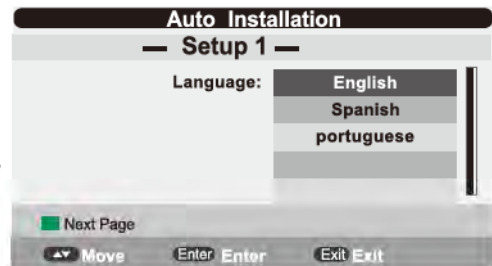 Auto Installation
— Setup 1 —
Language: English
Spanish
portuguese
Next Page
Move Enter Enter Exit Exit